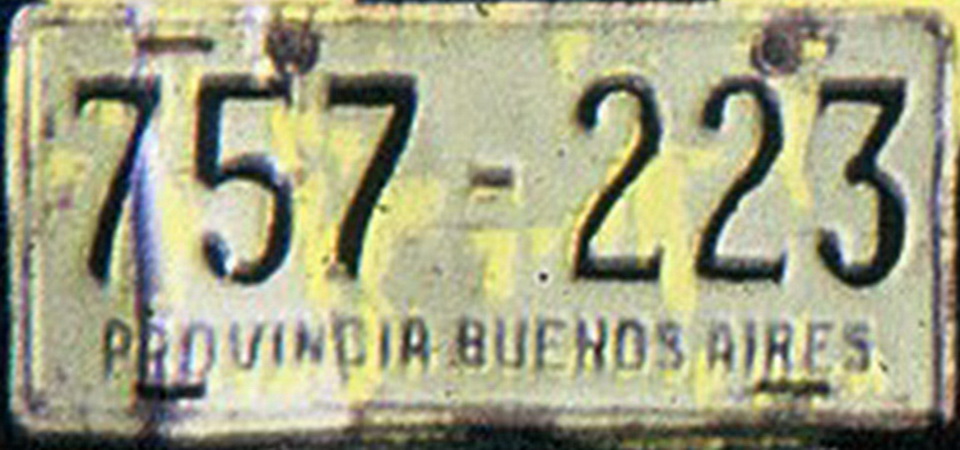 757-223
PROVINCIA BUENOS AIRES